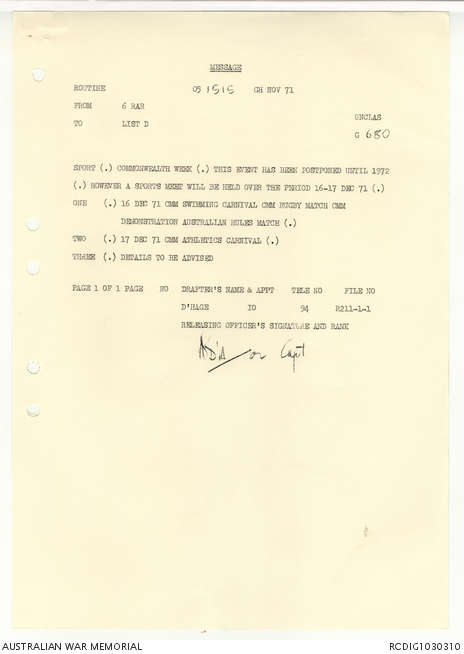 MESSAGE
ROUTINE 051515 GH NOV 71
FROM 6 RAR UNCLAS
TO LIST D G 680
SPORT (.) COMMONWEALTH WEEK (.) THIS EVENT HAS BEEN POSTPONED UNTIL 1972
(.) HOWEVER A SPORTS MEET WILL BE HELD OVER THE PERIOD 16-17 DEC 71 (.)
ONE (.) 16 DEC 71 CMM SWIMMING CARNIVAL CMM RUGBY MATCH CMM
DEMONSTRATION AUSTRALIAN RULES MATCH (.)
TWO (.) 17 DEC 71 CMM ATHLETICS CARNIVAL (.)
THREE (.) DETAILS TO BE ADVISED
PAGE 1 OF 1 PAGE NO DRAFTER'S NAME & APPT TELE NO FILE NO
D'HAGE IO 94 R211-1-1
RELEASING OFFICER'S SIGNATURE AND RANK
Capt
AUSTRALIAN WAR MEMORIAL RCDIG1030310